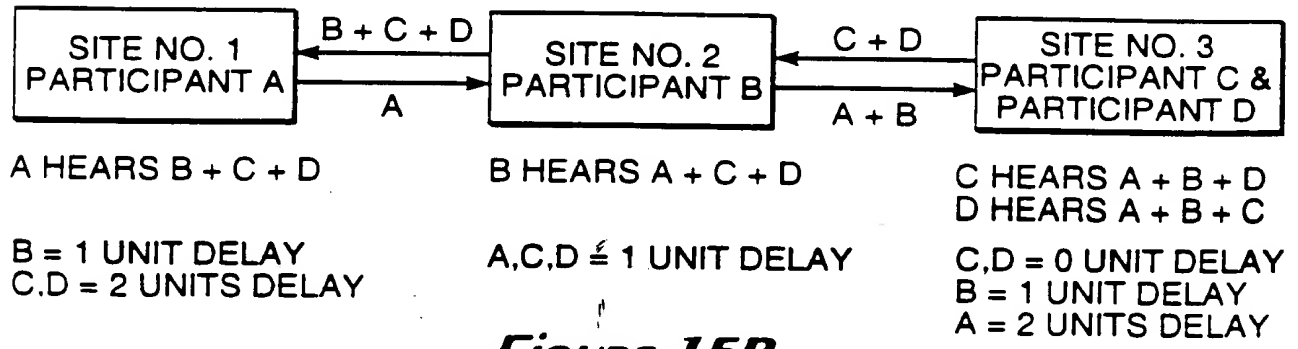 SITE NO. 1
PARTICIPANT A
B + C + D
A
SITE NO. 2
PARTICIPANT B
C + D
A + B
SITE NO. 3
PARTICIPANT C &
PARTICIPANT D
A HEARS B + C + D
B = 1 UNIT DELAY
C,D = 2 UNITS DELAY
B HEARS A + C + D
A,C,D = 1 UNIT DELAY
C HEARS A + B + D
D HEARS A + B + C
C,D = 0 UNIT DELAY
B = 1 UNIT DELAY
A = 2 UNITS DELAY